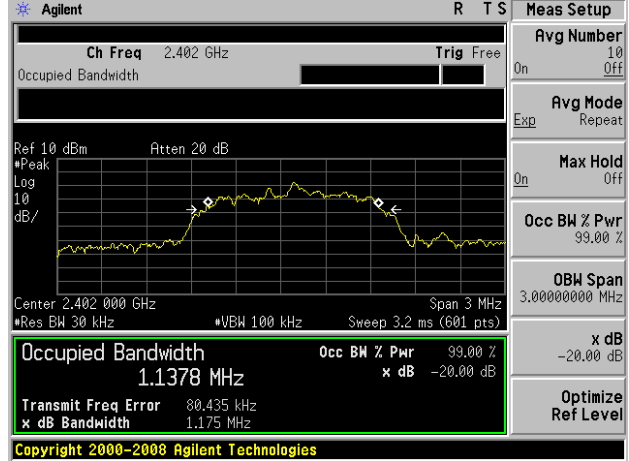 Agilent R T S
Meas Setup
Ch Freq 2.402 GHz Trig Free
Occupied Bandwidth
Ref 10 dBm Atten 20 dB
#Peak
Log
10
dB/
Center 2.402 000 GHz Span 3 MHz
#Res BW 30 kHz #VBW 100 kHz Sweep 3.2 ms (601 pts)
Occupied Bandwidth Occ BW % Pwr 99.00 %
1.1378 MHz x dB -20.00 dB
Transmit Freq Error 80.435 kHz
x dB Bandwidth 1.175 MHz
Avg Number
10
On Off
Avg Mode
Exp Repeat
Max Hold
On Off
Occ BW % Pwr
99.00 %
OBW Span
3.00000000 MHz
x dB
-20.00 dB
Optimize
Ref Level
Copyright 2000-2008 Agilent Technologies